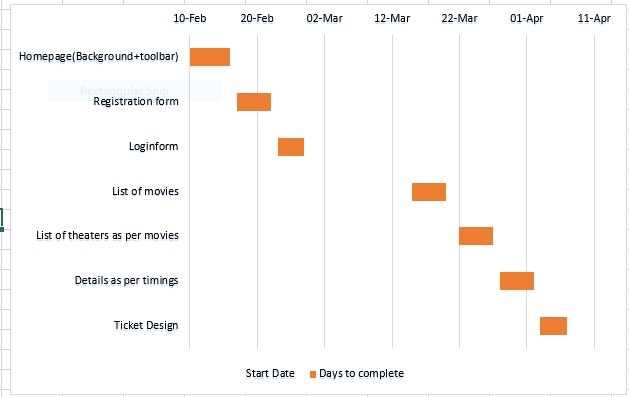 10-Feb 20-Feb 02-Mar 12-Mar 22-Mar 01-Apr 11-Apr
Homepage(Background+toolbar)
Rectangular Snip
Registration form
Loginform
List of movies
List of theaters as per movies
Details as per timings
Ticket Design
Start Date Days to complete